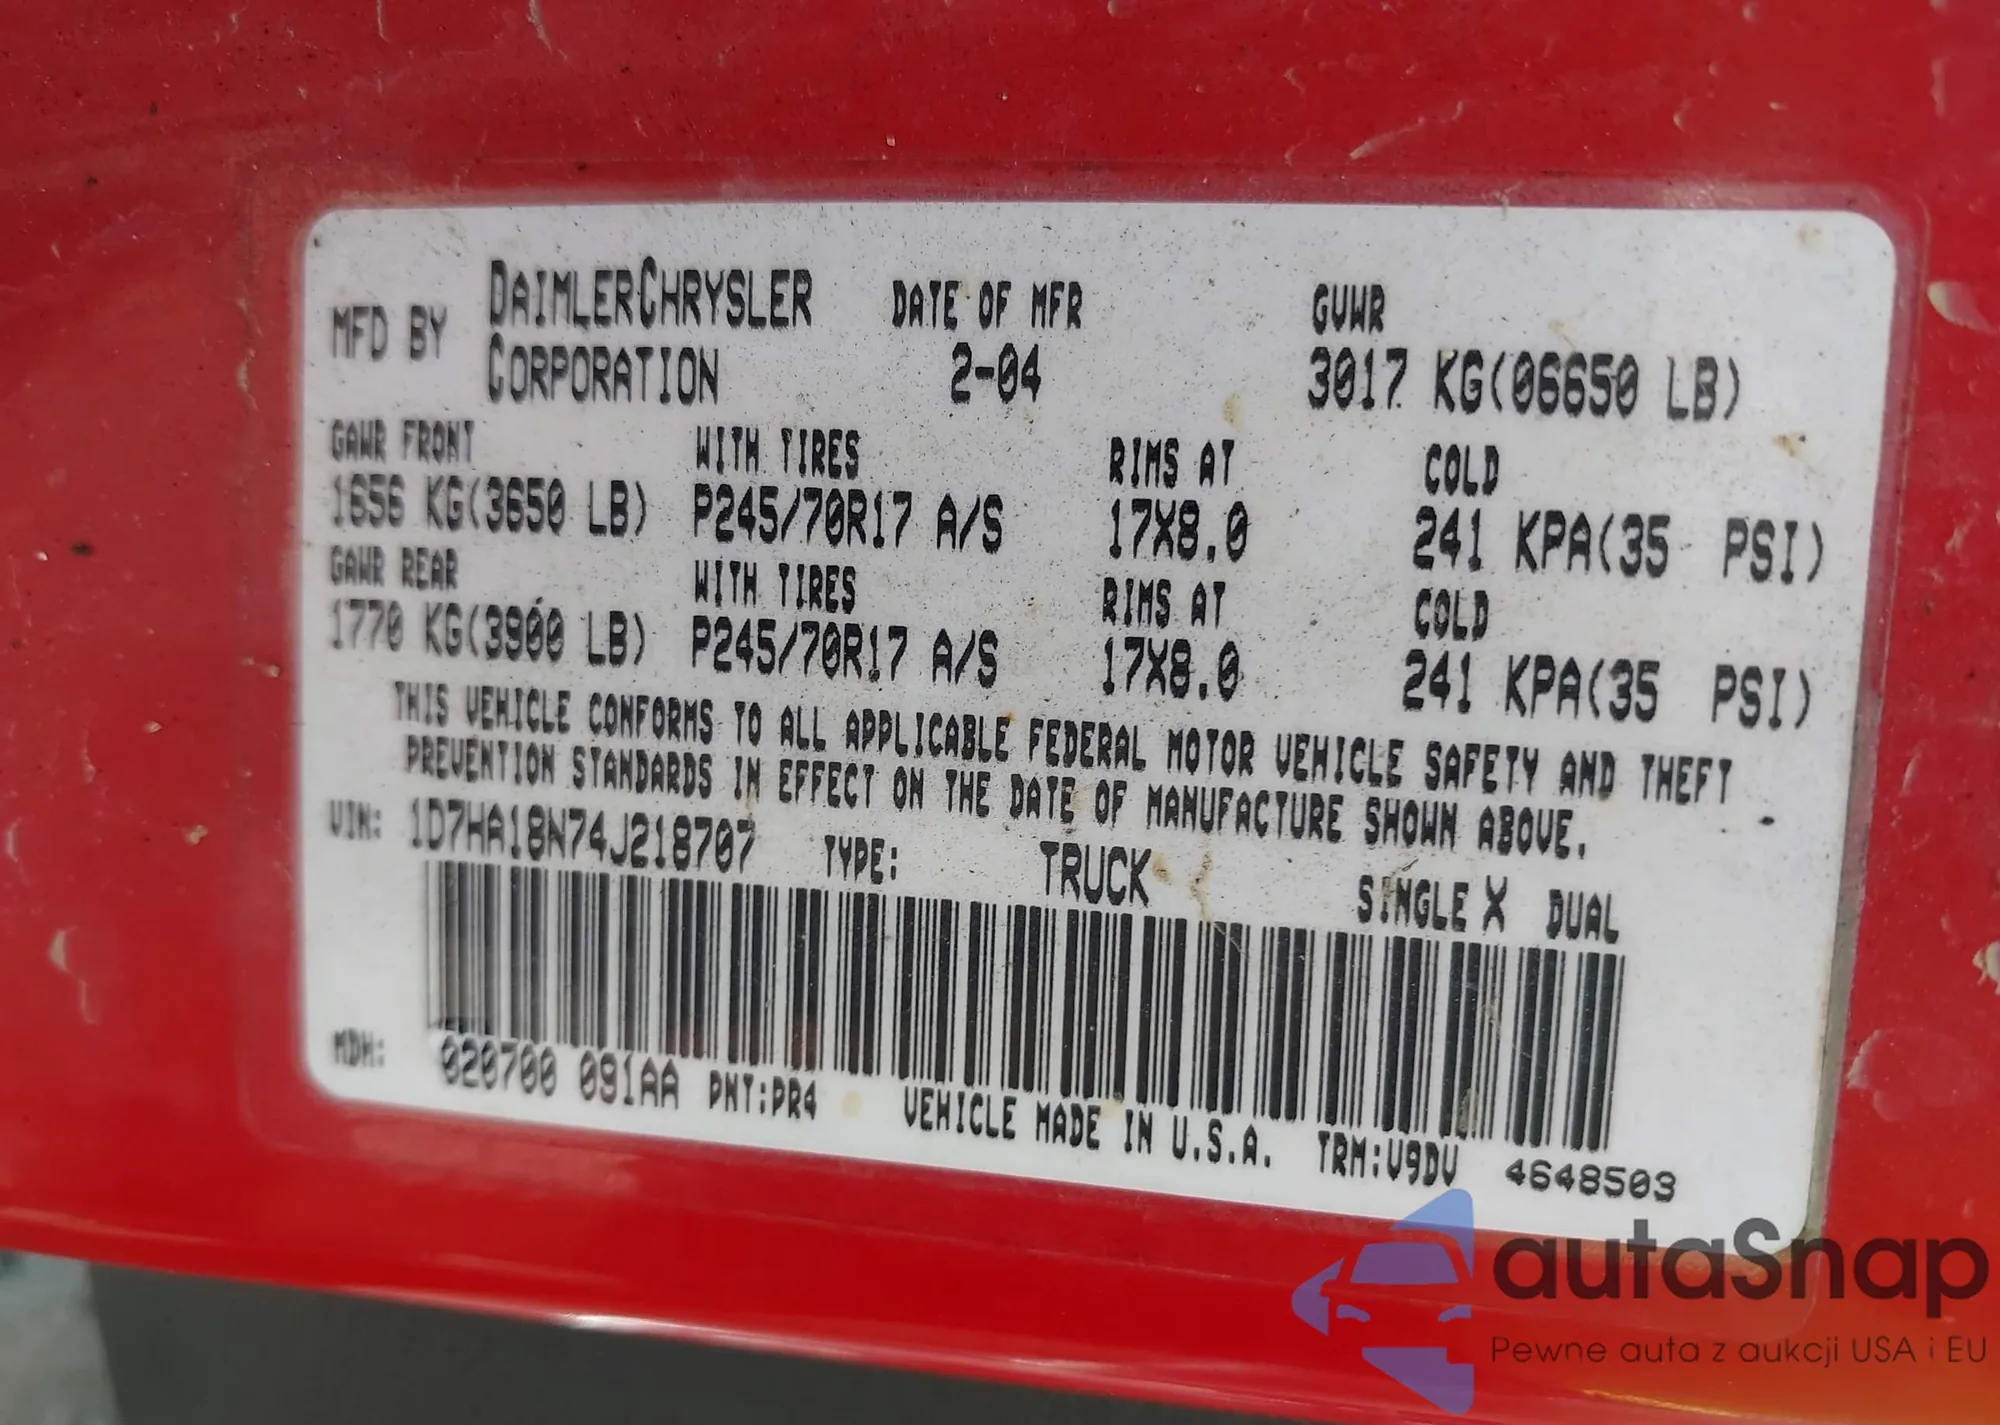 MFD BY DAIMLERCHRYSLER CORPORATION DATE OF MFR 2-04 GVWR 3017 KG(06650 LB)
GAWR FRONT WITH TIRES RIMS AT COLD
1656 KG(3650 LB) P245/70R17 A/S 17X8.0 241 KPA(35 PSI)
GAWR REAR WITH TIRES RIMS AT COLD
1770 KG(3900 LB) P245/70R17 A/S 17X8.0 241 KPA(35 PSI)
THIS VEHICLE CONFORMS TO ALL APPLICABLE FEDERAL MOTOR VEHICLE SAFETY AND THEFT
PREVENTION STANDARDS IN EFFECT ON THE DATE OF MANUFACTURE SHOWN ABOVE.
VIN: 1D7HA18N74J218707 TYPE: TRUCK SINGLE X DUAL
MDH: 020700 091AA PNT:PR4 VEHICLE MADE IN U.S.A. TRM:V9DV 4648503
autaSnap
Pewne auta z aukcji USA i EU